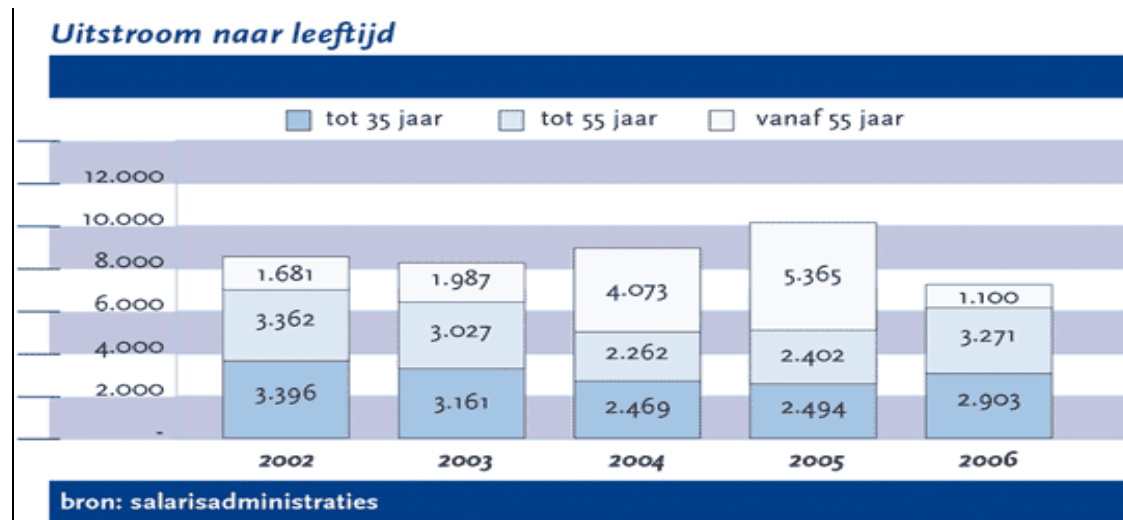 Uitstroom naar leeftijd
tot 35 jaar tot 55 jaar vanaf 55 jaar
12.000
10.000
8.000
6.000
4.000
2.000
-
1.681 1.987 4.073 5.365 1.100
3.362 3.027 2.262 2.402 3.271
3.396 3.161 2.469 2.494 2.903
2002 2003 2004 2005 2006
bron: salarisadministraties